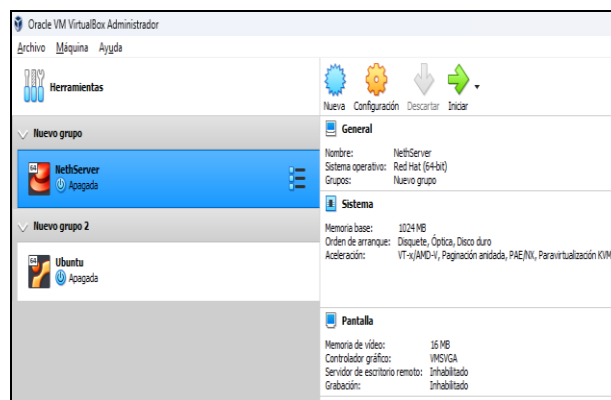 Oracle VM VirtualBox Administrador
Archivo Máquina Ayuda
Herramientas
Nueva Configuración Descartar Iniciar
Nuevo grupo
64 NethServer
Apagada
Nuevo grupo 2
64 Ubuntu
Apagada
General
Nombre: NethServer
Sistema operativo: Red Hat (64-bit)
Grupos: Nuevo grupo
Sistema
Memoria base: 1024 MB
Orden de arranque: Disquete, Óptica, Disco duro
Aceleración: VT-x/AMD-V, Paginación anidada, PAE/NX, Paravirtualización KVM
Pantalla
Memoria de vídeo: 16 MB
Controlador gráfico: VMSVGA
Servidor de escritorio remoto: Inhabilitado
Grabación: Inhabilitado